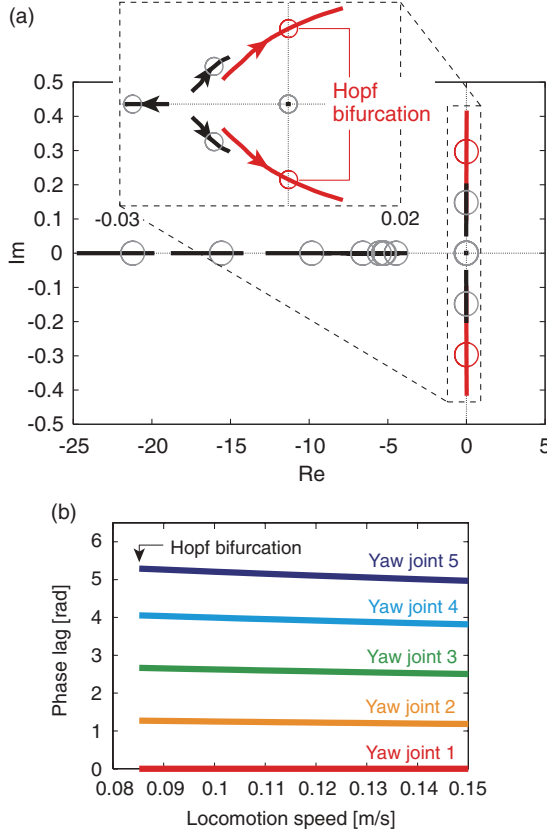 (a)
0.5
0.4
0.3
0.2
0.1
0
-0.1
-0.2
-0.3
-0.4
-0.5
Im
Hopf
bifurcation
-0.03
0.02
-25
-20
-15
-10
-5
0
5
Re
(b)
6
5
4
3
2
1
0
Phase lag [rad]
Hopf bifurcation
Yaw joint 5
Yaw joint 4
Yaw joint 3
Yaw joint 2
Yaw joint 1
0.08
0.09
0.10
0.11
0.12
0.13
0.14
0.15
Locomotion speed [m/s]